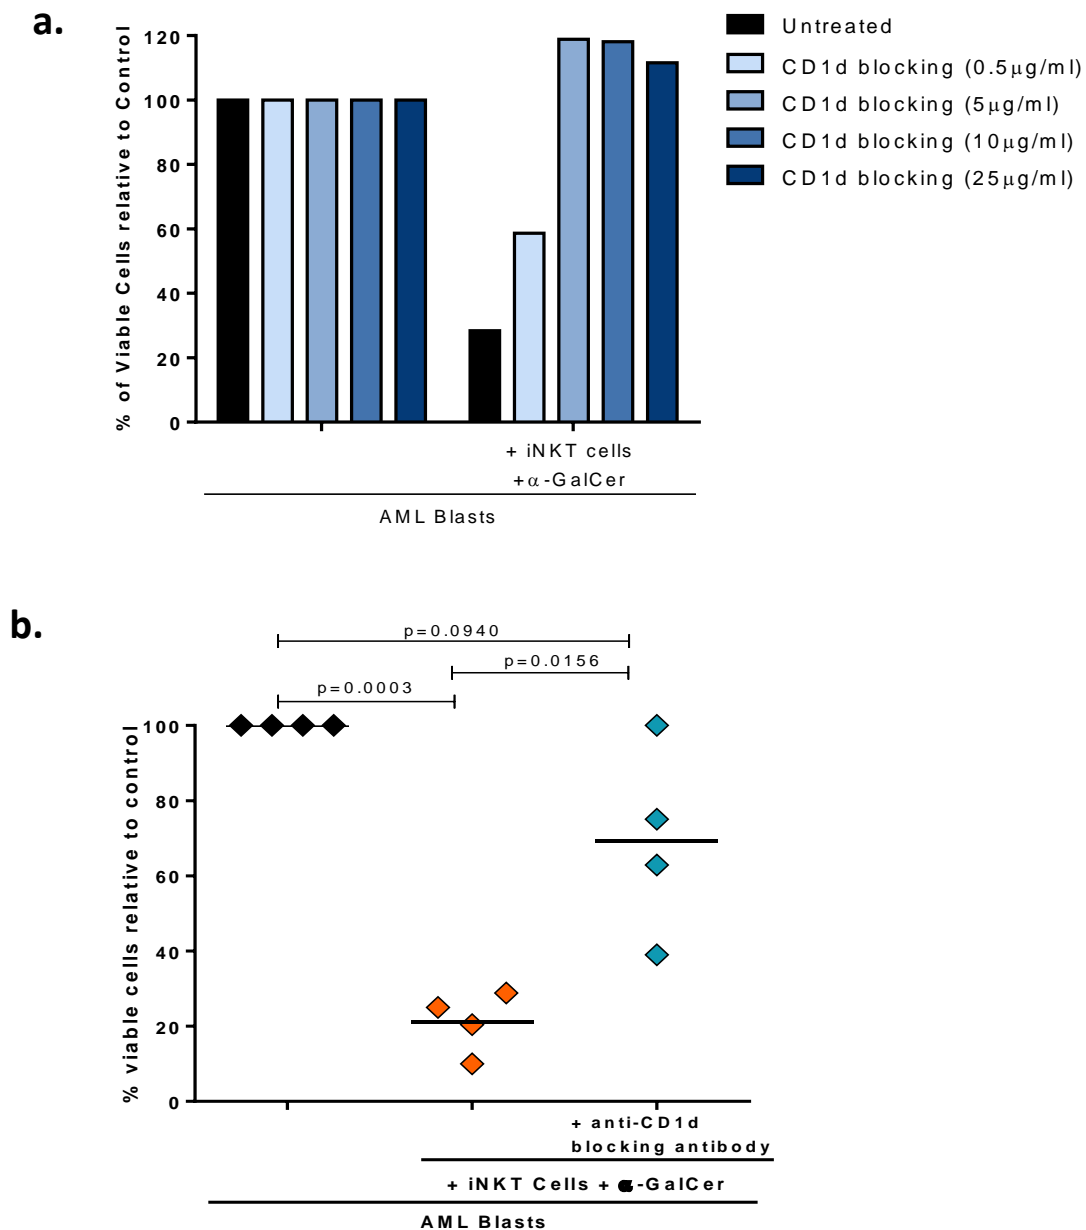 a.
% of Viable Cells relative to Control
120
100
80
60
40
20
0
+ iNKT cells
+α-GalCer
AML Blasts
Untreated
CD1d blocking (0.5μg/ml)
CD1d blocking (5μg/ml)
CD1d blocking (10μg/ml)
CD1d blocking (25μg/ml)
b.
p=0.0940
p=0.0156
p=0.0003
% viable cells relative to control
100
80
60
40
20
0
+ anti-CD1d
blocking antibody
+ iNKT Cells + α-GalCer
AML Blasts